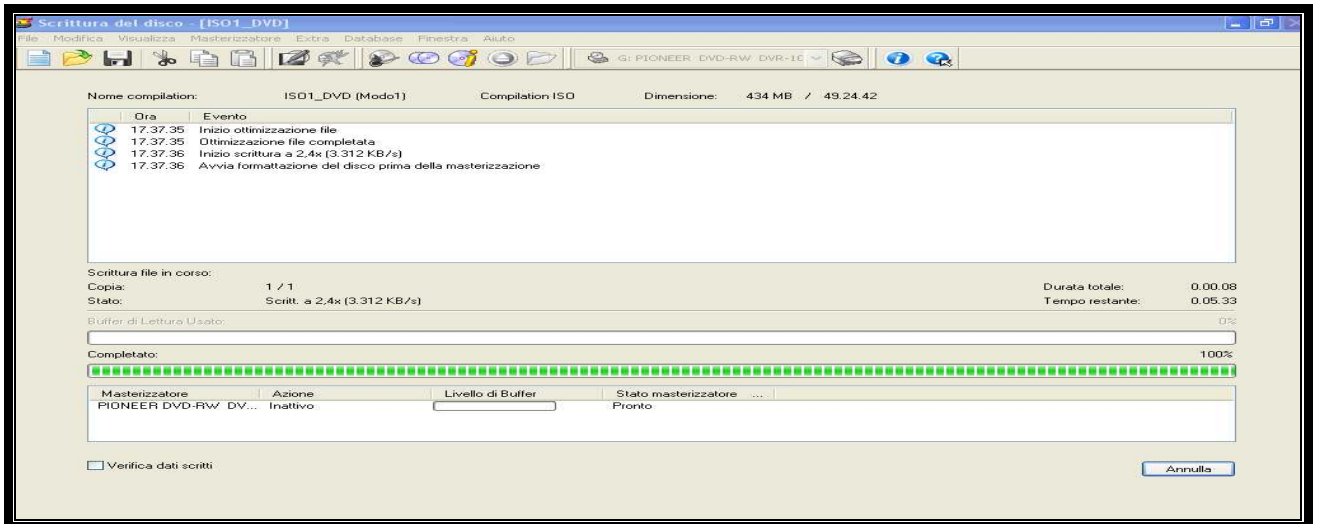 Scrittura del disco - [ISO1_DVD]
File Modifica Visualizza Masterizzatore Extra Database Finestra Aiuto
G: PIONEER DVD-RW DVR-1C
Nome compilation: ISO1_DVD (Modo1) Compilation ISO Dimensione: 434 MB / 49.24.42
Ora Evento
17.37.35 Inizio ottimizzazione file
17.37.35 Ottimizzazione file completata
17.37.36 Inizio scrittura a 2,4x (3.312 KB/s)
17.37.36 Avvia formattazione del disco prima della masterizzazione
Scrittura file in corso:
Copia: 1 / 1 Durata totale: 0.00.08
Stato: Scritt. a 2,4x (3.312 KB/s) Tempo restante: 0.05.33
Buffer di Lettura Usato: 0%
Completato: 100%
Masterizzatore Azione Livello di Buffer Stato masterizzatore ...
PIONEER DVD-RW DV... Inattivo Pronto
Verifica dati scritti Annulla